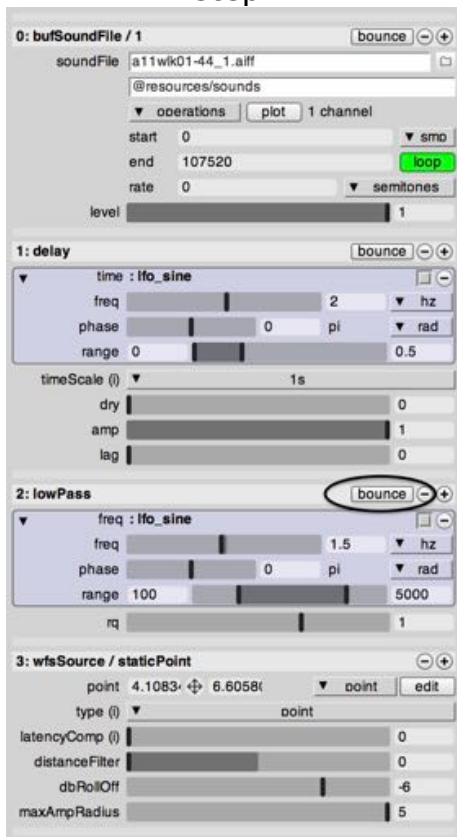 0: bufSoundFile / 1 bounce
soundFile a11wlk01-44_1.aiff
@resources/sounds
operations plot 1 channel
start 0 smp
end 107520 loop
rate 0 semitones
level 1
1: delay bounce
time : lfo_sine
freq 2 hz
phase 0 pi rad
range 0 0.5
timeScale (i) 1s
dry 0
amp 1
lag 0
2: lowPass bounce
freq : lfo_sine
freq 1.5 hz
phase 0 pi rad
range 100 5000
rq 1
3: wfsSource / staticPoint
point 4.1083 6.6058 point edit
type (i) point
latencyComp (i) 0
distanceFilter 0
dbRollOff -6
maxAmpRadius 5